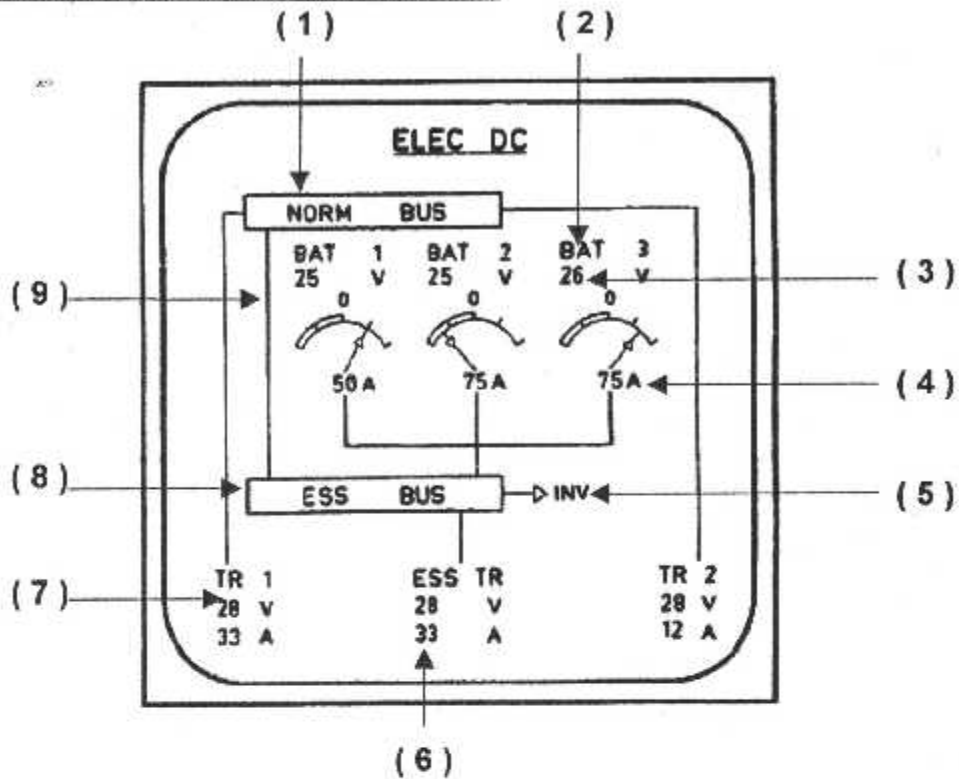 ( 1 )
( 2 )
ELEC DC
NORM BUS
BAT 1 BAT 2 BAT 3
25 V 25 V 26 V
( 3 )
( 9 )
0 0 0
50 A 75 A 75 A
( 4 )
( 8 )
ESS BUS INV
( 5 )
TR 1 ESS TR TR 2
( 7 )
28 V 28 V 28 V
33 A 33 A 12 A
( 6 )